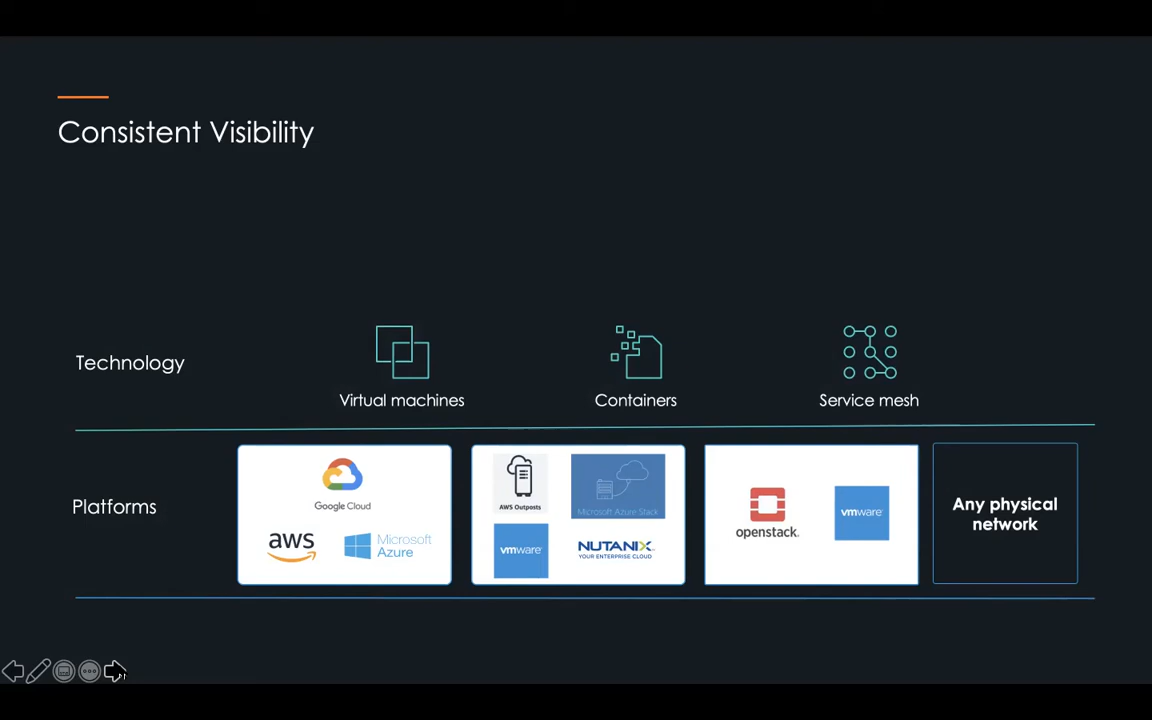 Consistent Visibility
Technology
Virtual machines
Containers
Service mesh
Platforms
Google Cloud
aws
Microsoft
Azure
AWS Outposts
Microsoft Azure Stack
vmware
NUTANIX
YOUR ENTERPRISE CLOUD
openstack.
vmware
Any physical
network